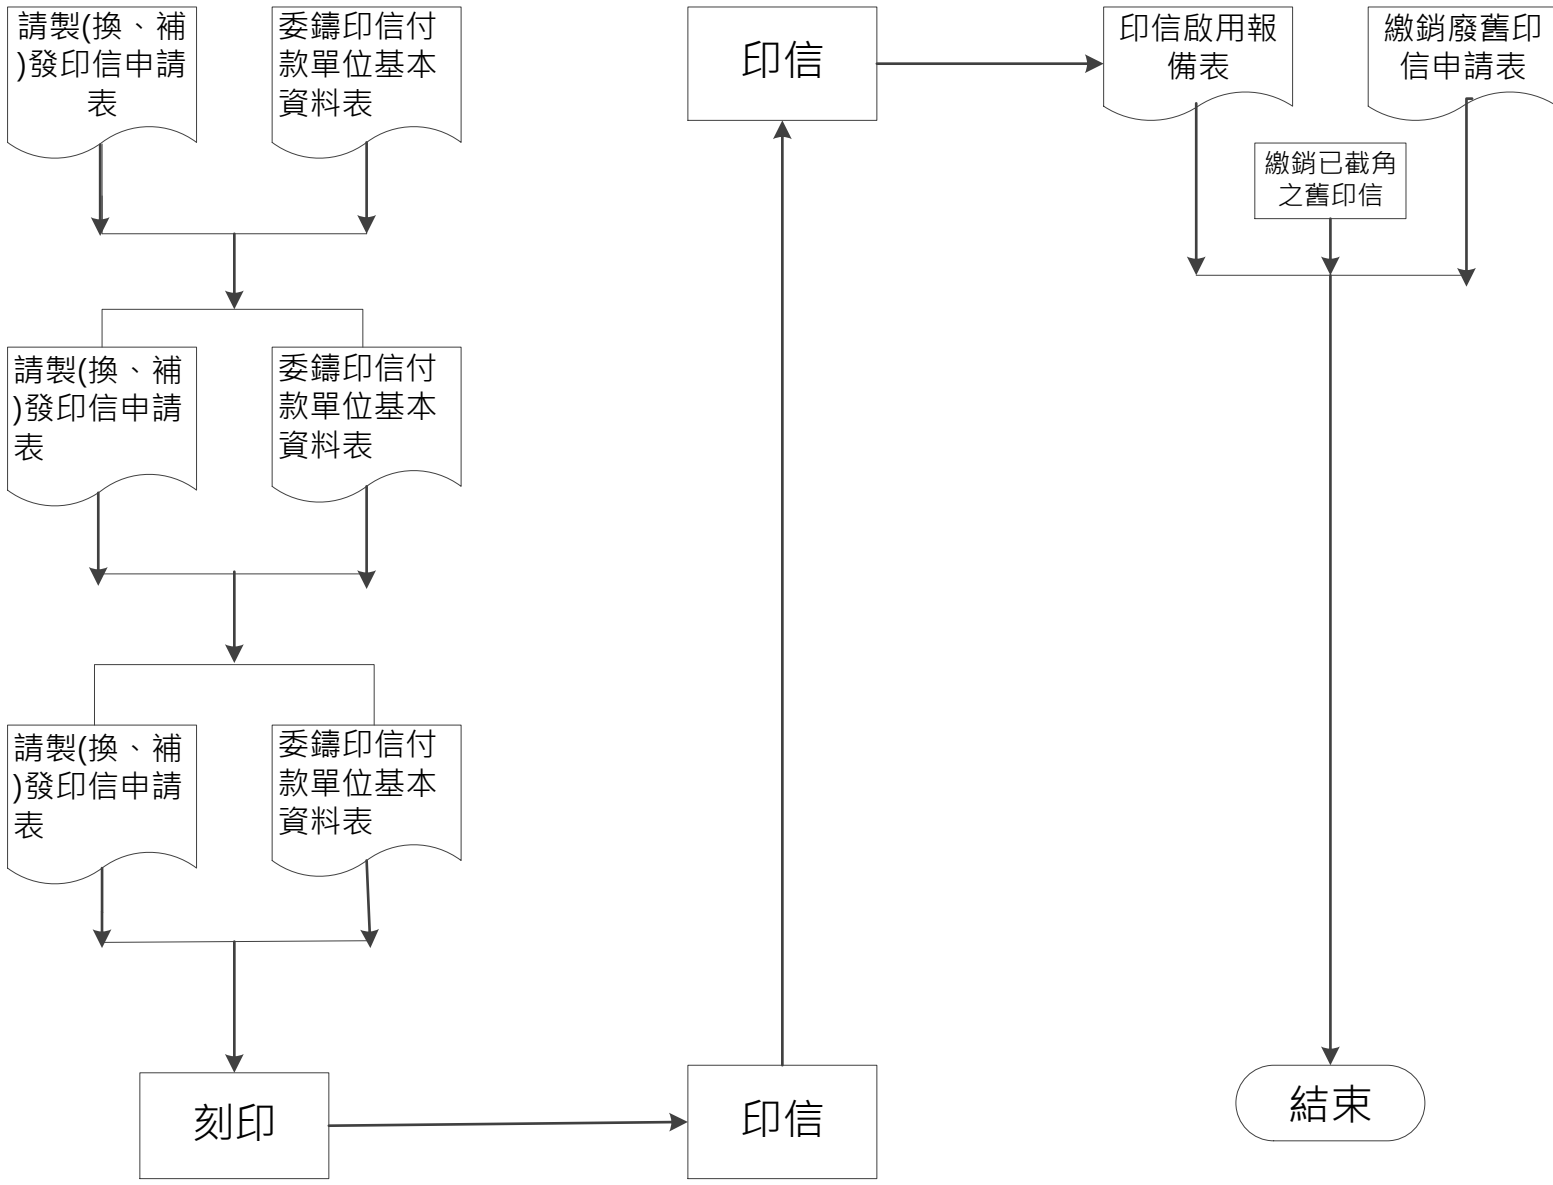 請製(換、補
)發印信申請
表
委鑄印信付
款單位基本
資料表
請製(換、補
)發印信申請
表
委鑄印信付
款單位基本
資料表
請製(換、補
)發印信申請
表
委鑄印信付
款單位基本
資料表
刻印
印信
印信
印信啟用報
備表
繳銷廢舊印
信申請表
繳銷已截角
之舊印信
結束